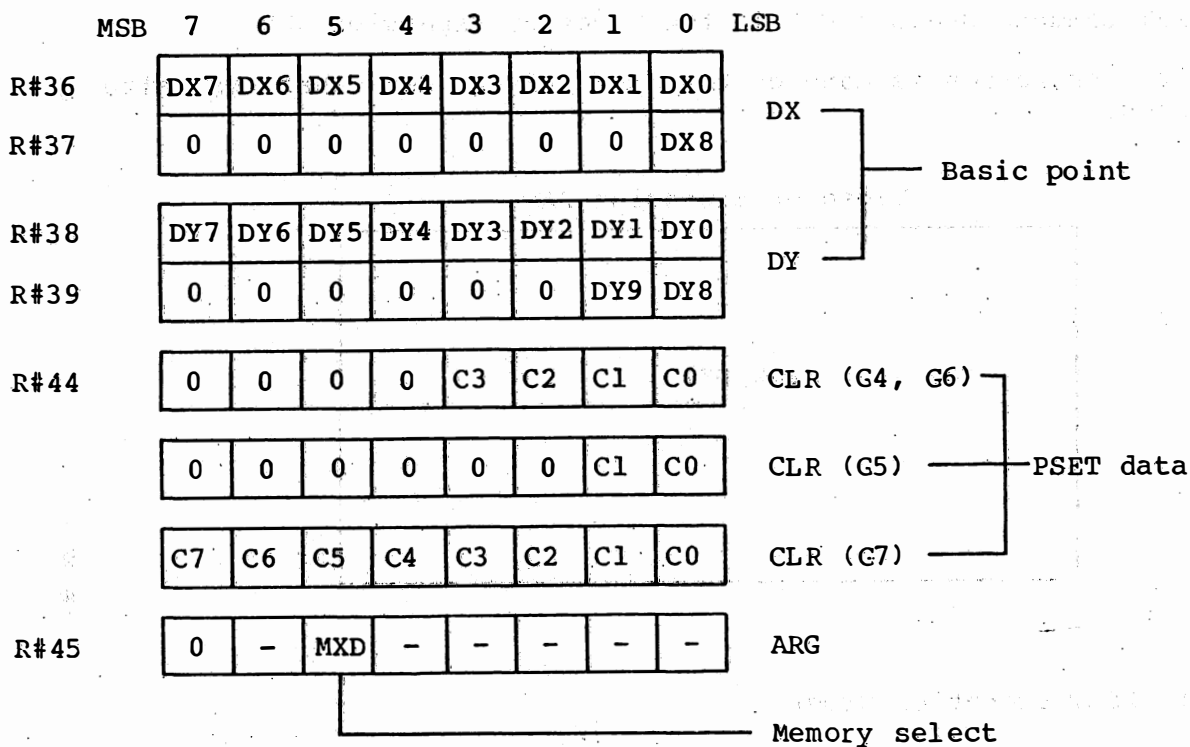 MSB 7 6 5 4 3 2 1 0 LSB
R#36 DX7 DX6 DX5 DX4 DX3 DX2 DX1 DX0
DX
R#37 0 0 0 0 0 0 0 DX8
Basic point
R#38 DY7 DY6 DY5 DY4 DY3 DY2 DY1 DY0
DY
R#39 0 0 0 0 0 0 DY9 DY8
R#44 0 0 0 0 C3 C2 C1 C0 CLR (G4, G6)
0 0 0 0 0 0 C1 C0 CLR (G5) PSET data
C7 C6 C5 C4 C3 C2 C1 C0 CLR (G7)
R#45 0 - MXD - - - - - ARG
Memory select